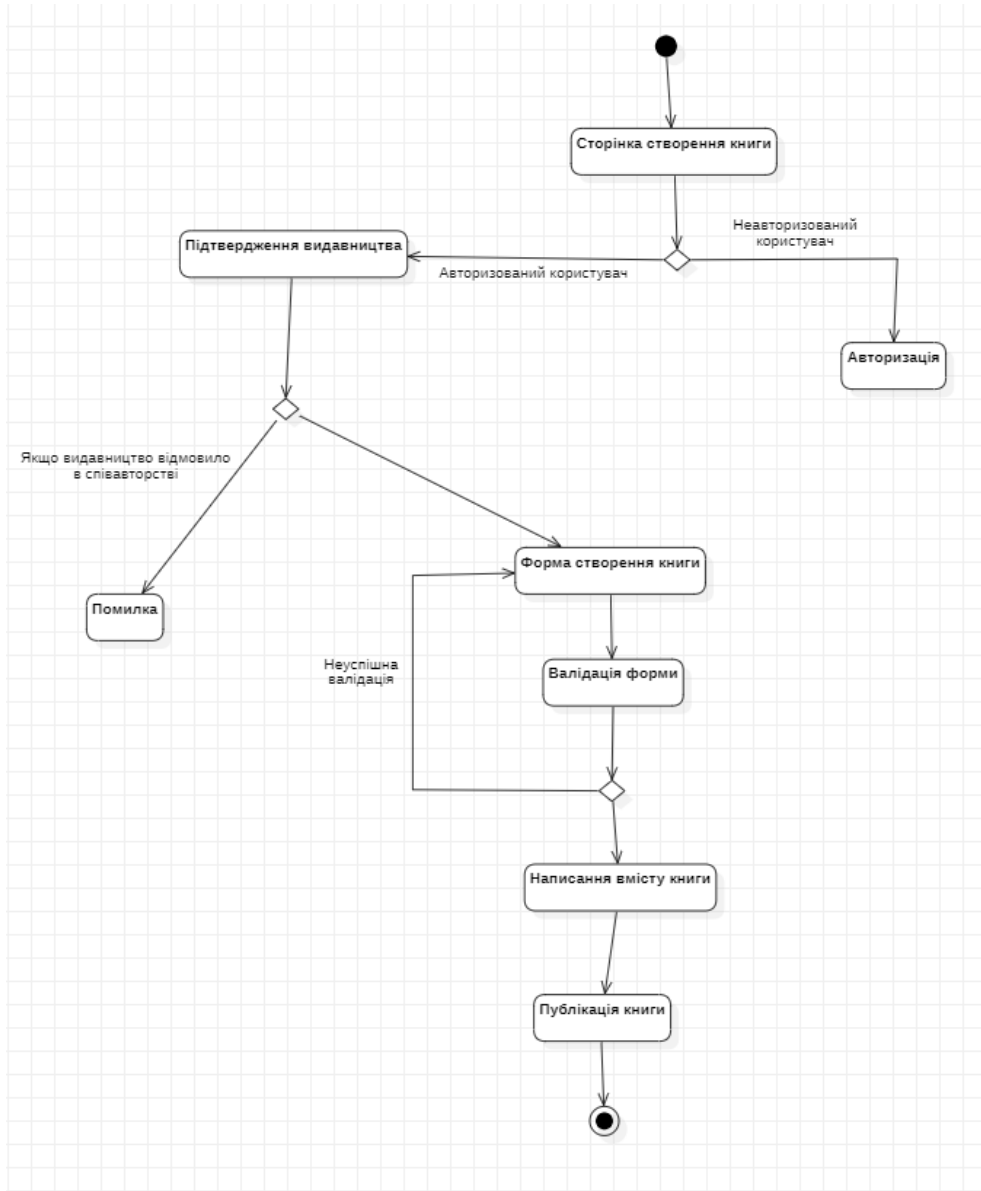 Сторінка створення книги
Неавторизований
користувач
Підтвердження видавництва
Авторизований користувач
Авторизація
Якщо видавництво відмовило
в співавторстві
Форма створення книги
Помилка
Неуспішна
валідація
Валідація форми
Написання вмісту книги
Публікація книги